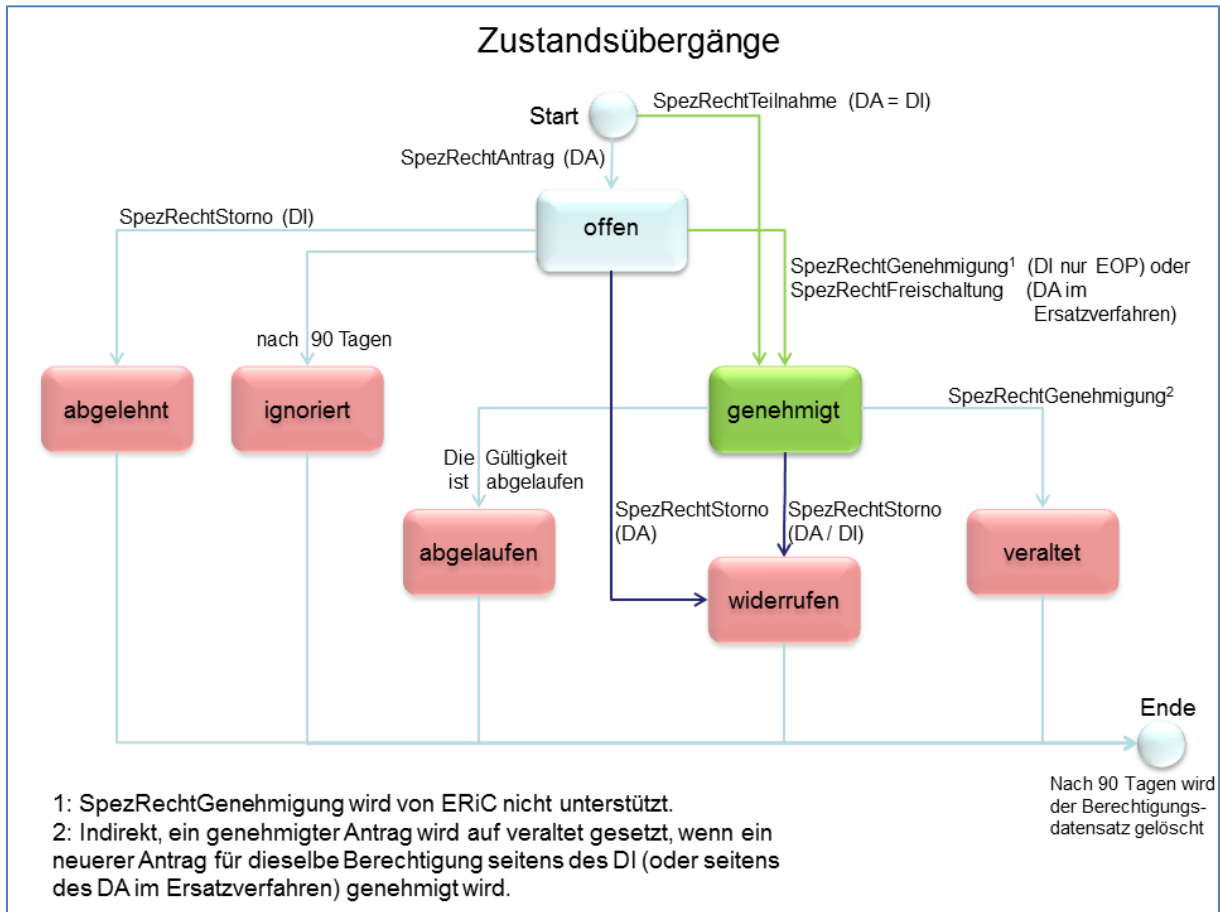 Zustandsübergänge
SpezRechtTeilnahme (DA = DI)
Start
SpezRechtAntrag (DA)
SpezRechtStorno (DI)
offen
SpezRechtGenehmigung¹ (DI nur EOP) oder
SpezRechtFreischaltung (DA im
Ersatzverfahren)
nach 90 Tagen
abgelehnt
ignoriert
genehmigt
SpezRechtGenehmigung²
Die Gültigkeit
ist abgelaufen
SpezRechtStorno
(DA)
SpezRechtStorno
(DA / DI)
abgelaufen
widerrufen
veraltet
Ende
Nach 90 Tagen wird
der Berechtigungs-
datensatz gelöscht
1: SpezRechtGenehmigung wird von ERiC nicht unterstützt.
2: Indirekt, ein genehmigter Antrag wird auf veraltet gesetzt, wenn ein
neuerer Antrag für dieselbe Berechtigung seitens des DI (oder seitens
des DA im Ersatzverfahren) genehmigt wird.